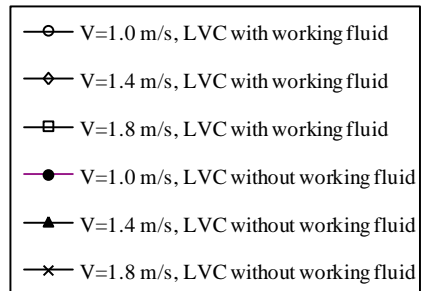 V=1.0 m/s, LVC with working fluid
V=1.4 m/s, LVC with working fluid
V=1.8 m/s, LVC with working fluid
V=1.0 m/s, LVC without working fluid
V=1.4 m/s, LVC without working fluid
V=1.8 m/s, LVC without working fluid